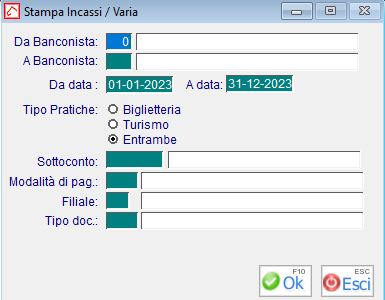 Stampa Incassi / Varia
Da Banconista: 0
A Banconista:
Da data : 01-01-2023 A data: 31-12-2023
Tipo Pratiche: Biglietteria
Turismo
Entrambe
Sottoconto:
Modalità di pag.:
Filiale:
Tipo doc.:
F10 ESC
Ok Esci